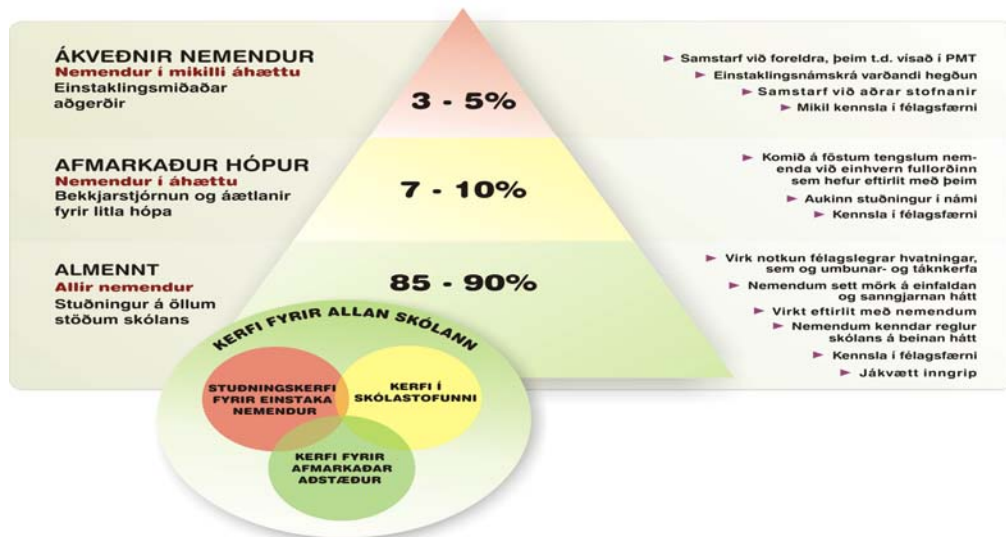 ÁKVEÐNIR NEMENDUR
Nemendur í mikilli áhættu
Einstaklingsmiðaðar
aðgerðir
3 - 5%
Samstarf við foreldra, þeim t.d. vísað í PMT
Einstaklingsnámskrá varðandi hegðun
Samstarf við aðrar stofnanir
Mikil kennsla í félagsfærni
AFMARKAÐUR HÓPUR
Nemendur í áhættu
Bekkjarstjórnun og áætlanir
fyrir litla hópa
7 - 10%
Komið á föstum tengslum nem-
enda við einhvern fullorðinn
sem hefur eftirlit með þeim
Aukinn stuðningur í námi
Kennsla í félagsfærni
ALMENNT
Allir nemendur
Stuðningur á öllum
stöðum skólans
85 - 90%
Virk notkun félagslegrar hvatningar,
sem og umbunar- og táknkerfa
Nemendum sett mörk á einfaldan
og sanngjarnan hátt
Virkt eftirlit með nemendum
Nemendum kenndar reglur
skólans á beinan hátt
Kennsla í félagsfærni
Jákvætt inngrip
KERFI FYRIR ALLAN SKÓLANN
STUÐNINGSKERFI
FYRIR EINSTAKA
NEMENDUR
KERFI Í
SKÓLASTOFUNNI
KERFI FYRIR
AFMARKAÐAR
AÐSTÆÐUR